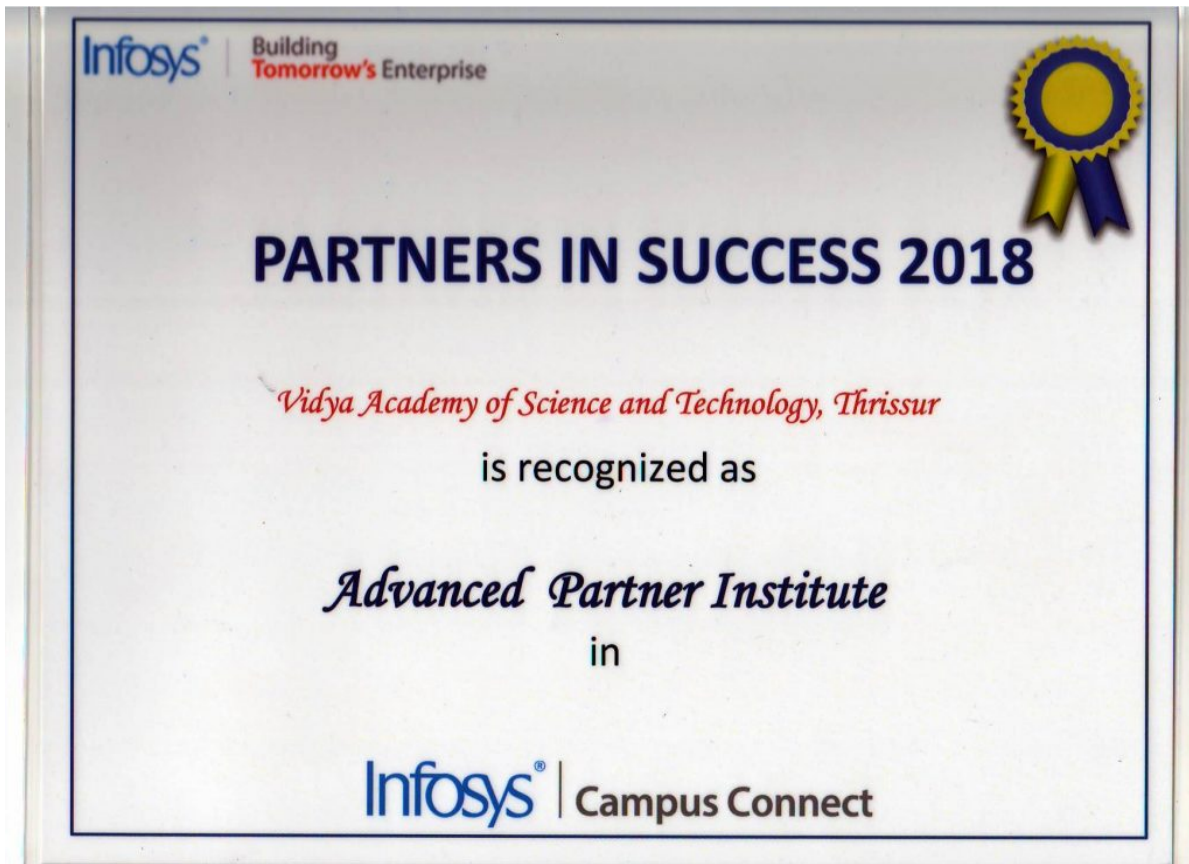 Infosys®
Building
Tomorrow's Enterprise
PARTNERS IN SUCCESS 2018
Vidya Academy of Science and Technology, Thrissur
is recognized as
Advanced Partner Institute
in
Infosys® | Campus Connect